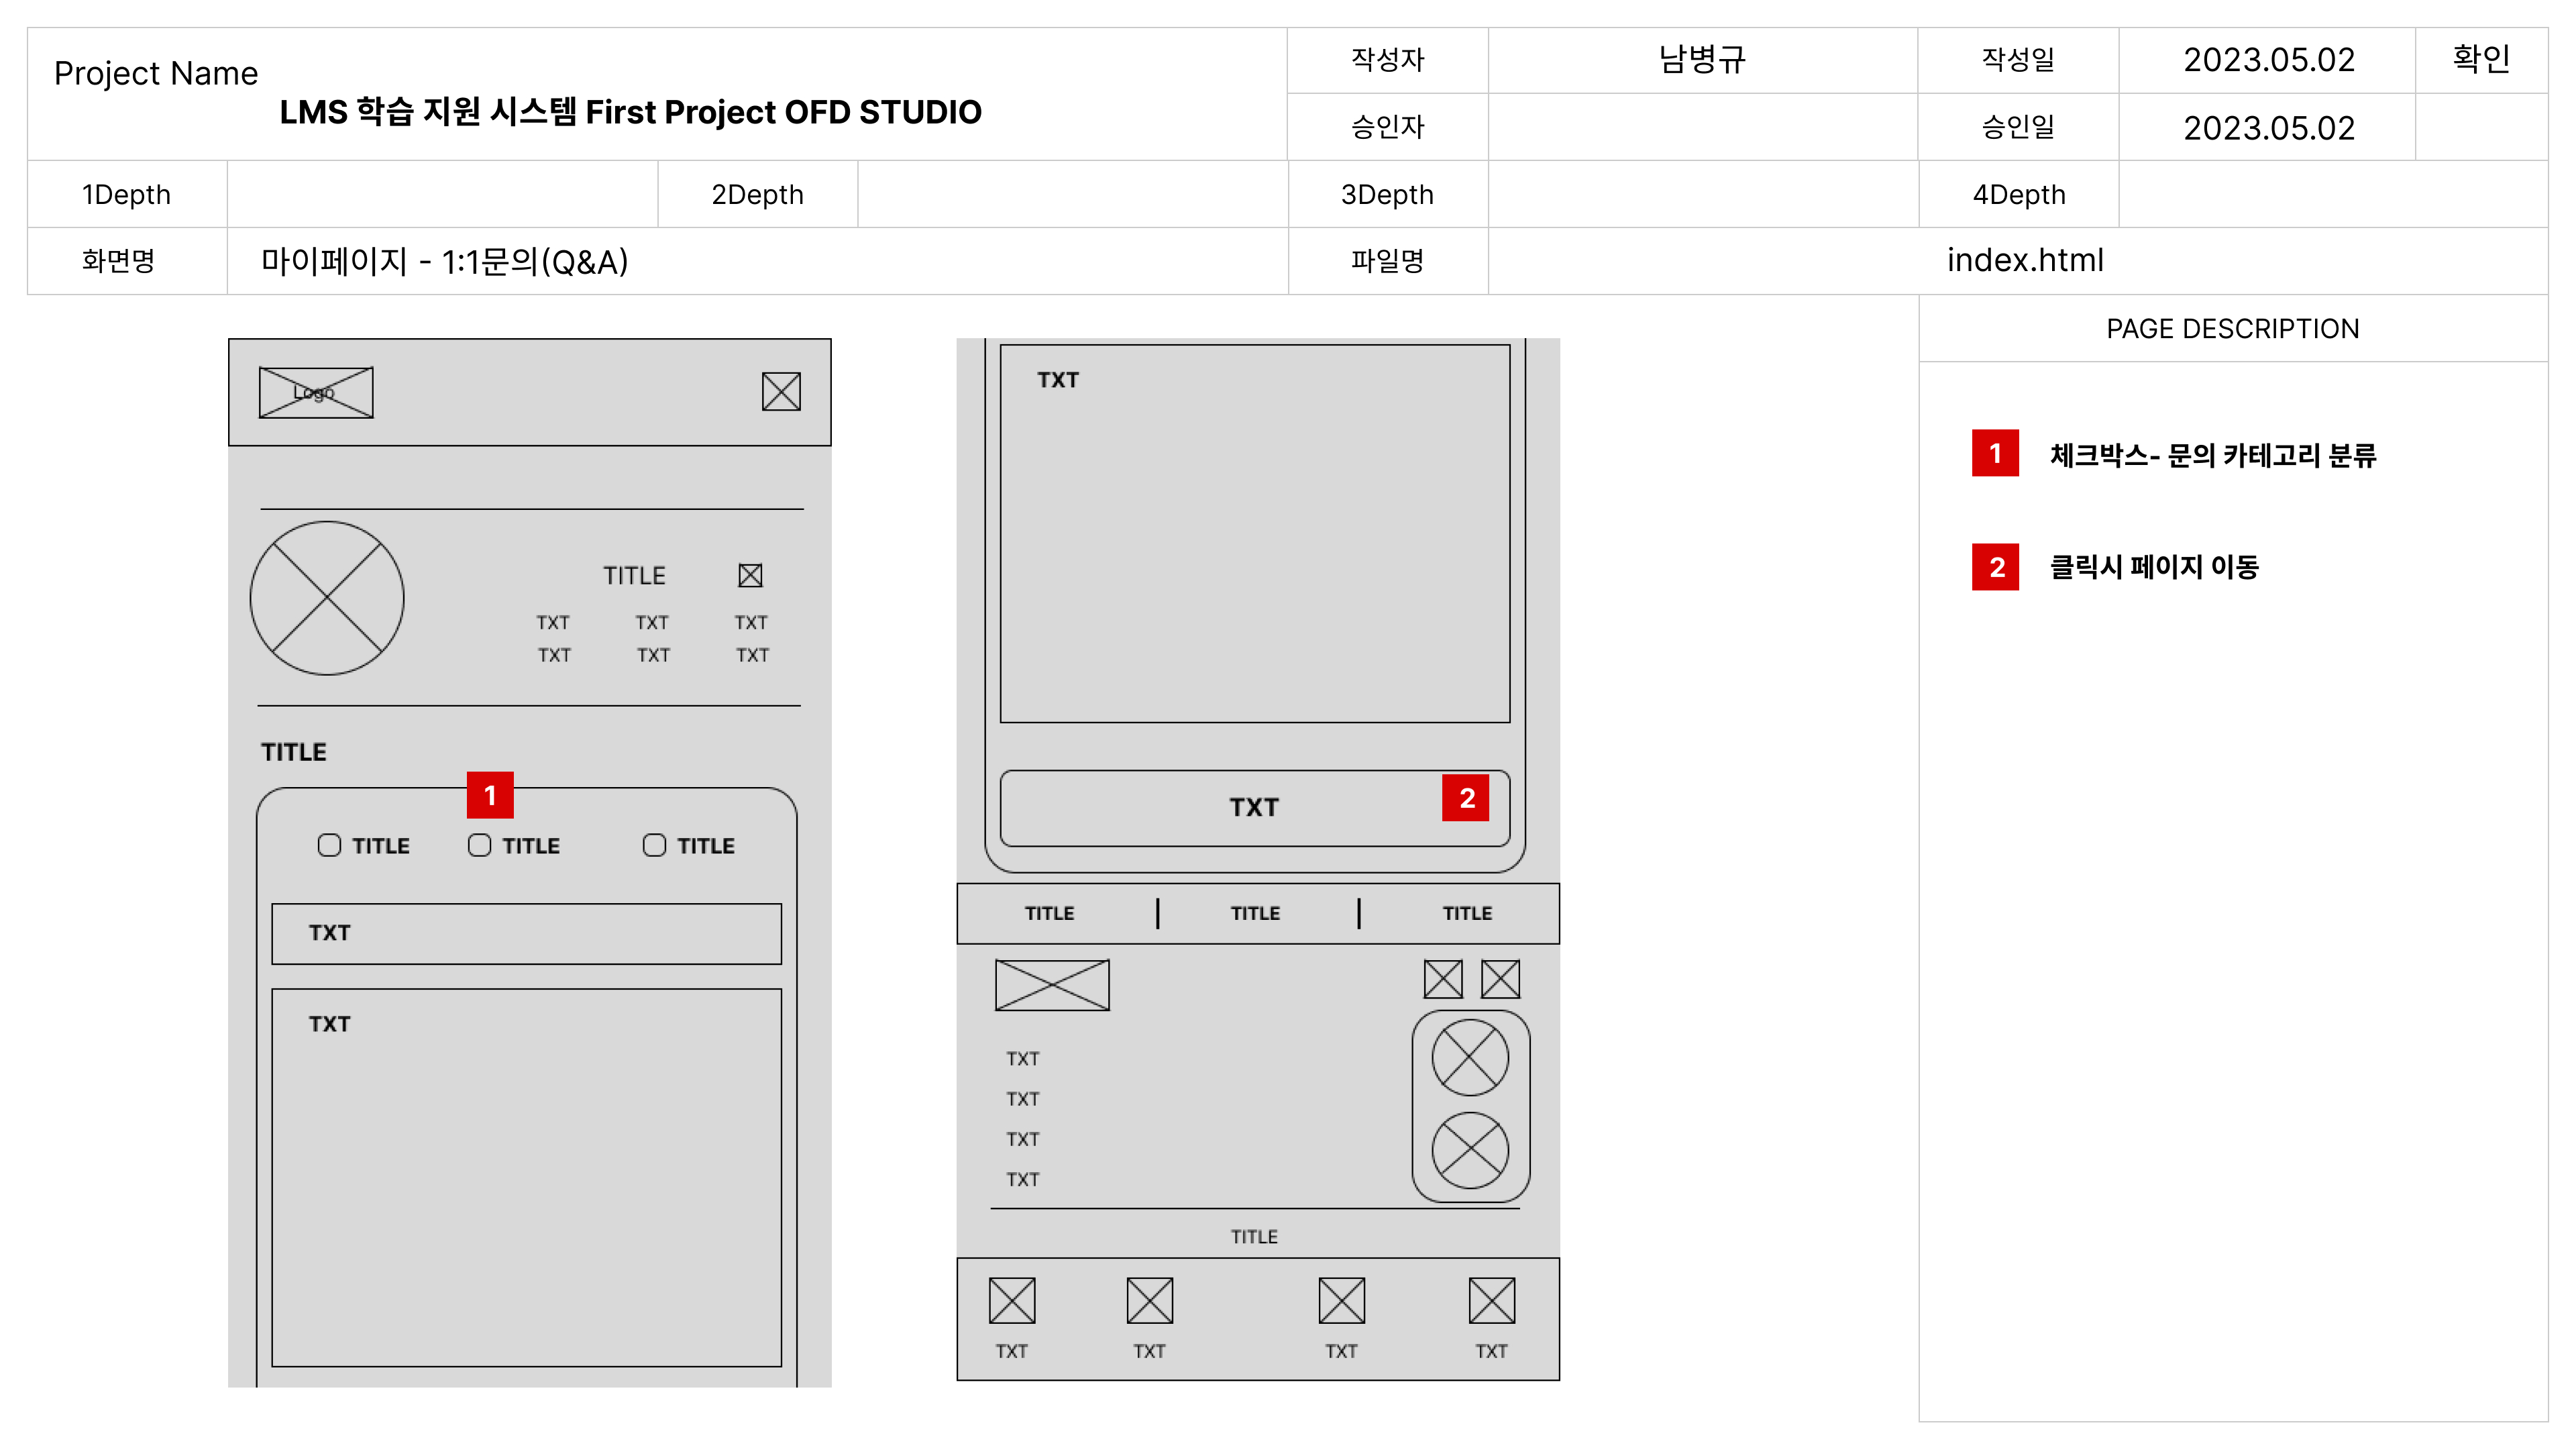 Project Name
LMS 학습 지원 시스템 First Project OFD STUDIO
작성자 남병규 작성일 2023.05.02 확인
승인자 승인일 2023.05.02
1Depth 2Depth 3Depth 4Depth
화면명 마이페이지 - 1:1문의(Q&A) 파일명 index.html
Logo
TITLE
TXT TXT TXT
TXT TXT TXT
TITLE
1
TITLE TITLE TITLE
TXT
TXT
TXT
TXT 2
TITLE TITLE TITLE
TXT
TXT
TXT
TXT
TITLE
TXT TXT TXT TXT
PAGE DESCRIPTION
1 체크박스- 문의 카테고리 분류
2 클릭시 페이지 이동